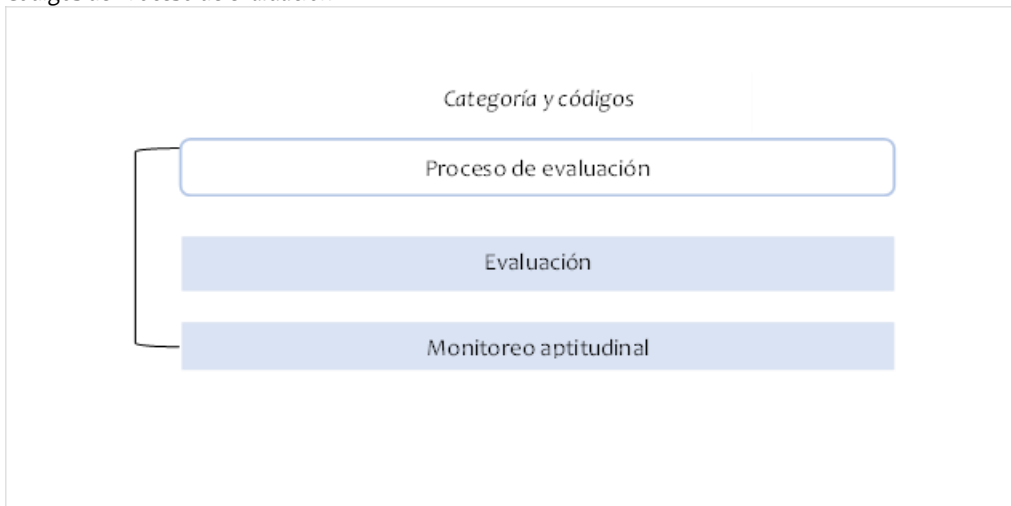 Categoría y códigos
Proceso de evaluación
Evaluación
Monitoreo aptitudinal